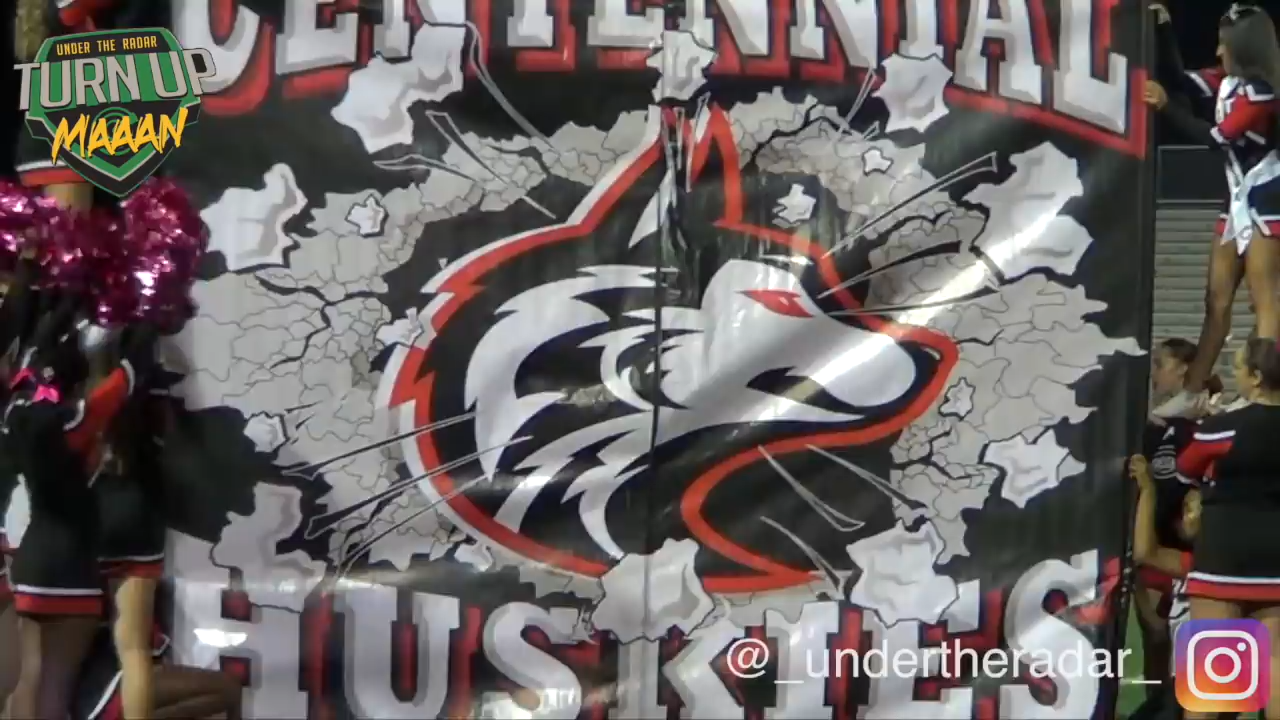 CENTENNIAL
UNDER THE RADAR
TURN UP
MAAAN
HUSKIES
@_undertheradar_